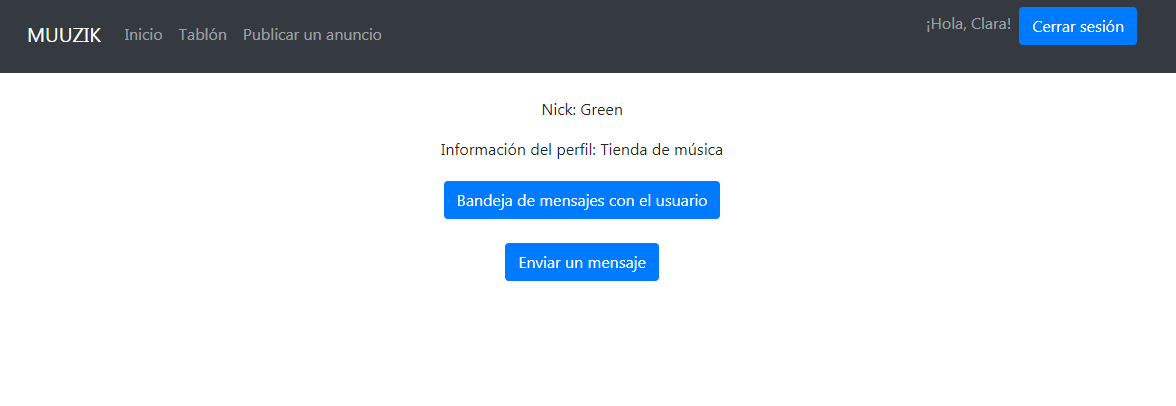 MUUZIK Inicio Tablón Publicar un anuncio ¡Hola, Clara! Cerrar sesión
Nick: Green
Información del perfil: Tienda de música
Bandeja de mensajes con el usuario
Enviar un mensaje